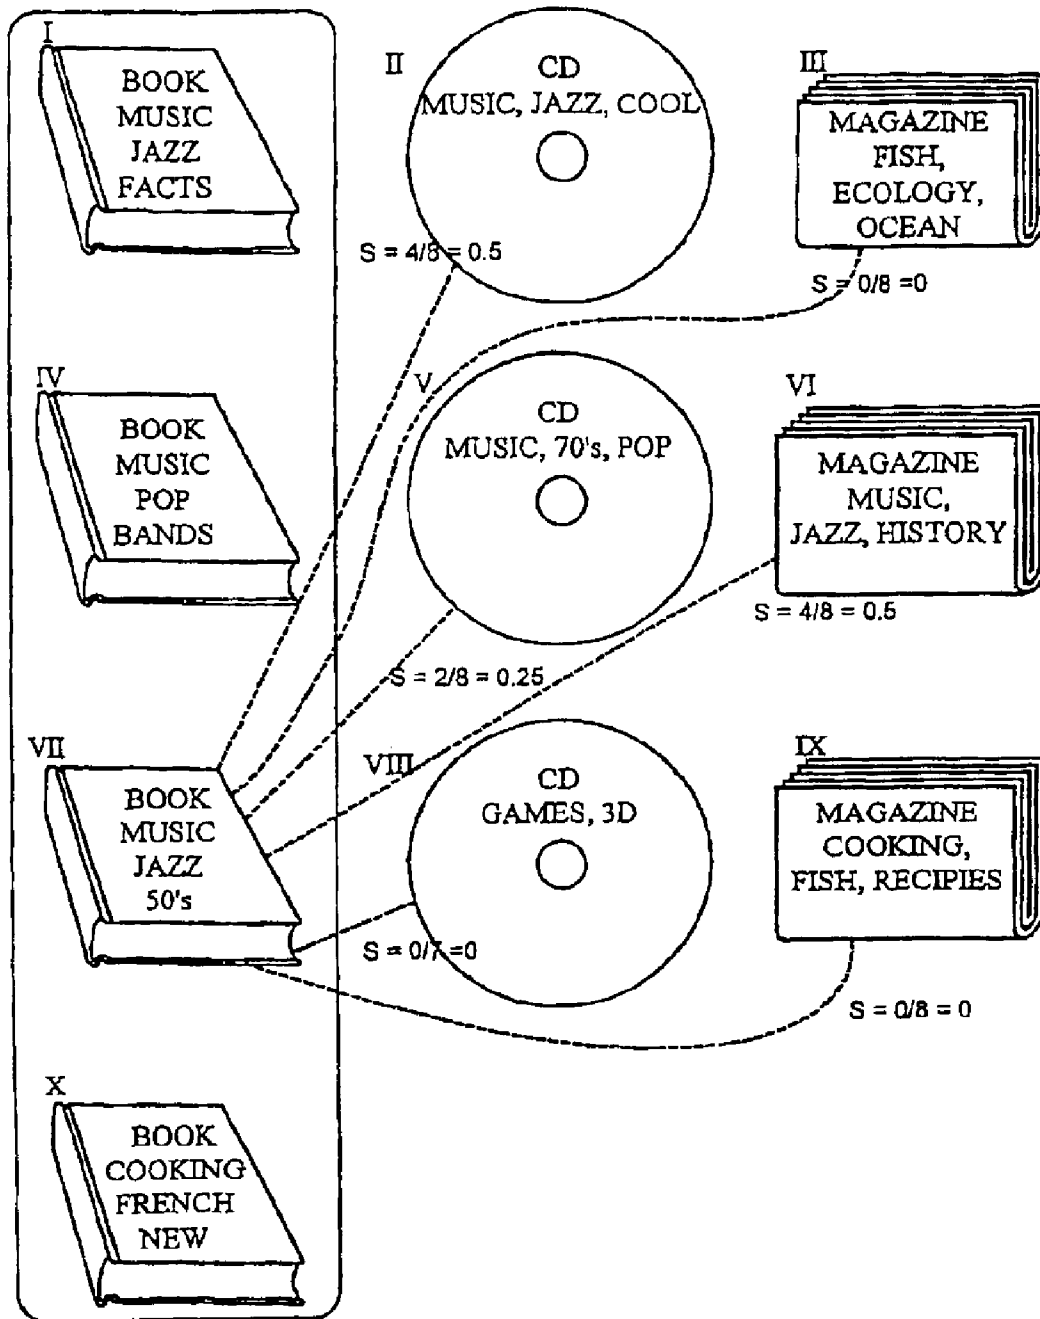 I
BOOK
MUSIC
JAZZ
FACTS
II
CD
MUSIC, JAZZ, COOL
III
MAGAZINE
FISH,
ECOLOGY,
OCEAN
S = 4/8 = 0.5
S = 0/8 =0
IV
BOOK
MUSIC
POP
BANDS
V
CD
MUSIC, 70's, POP
VI
MAGAZINE
MUSIC,
JAZZ, HISTORY
S = 4/8 = 0.5
S = 2/8 = 0.25
VII
BOOK
MUSIC
JAZZ
50's
VIII
CD
GAMES, 3D
IX
MAGAZINE
COOKING,
FISH, RECIPIES
S = 0/7 =0
S = 0/8 = 0
X
BOOK
COOKING
FRENCH
NEW